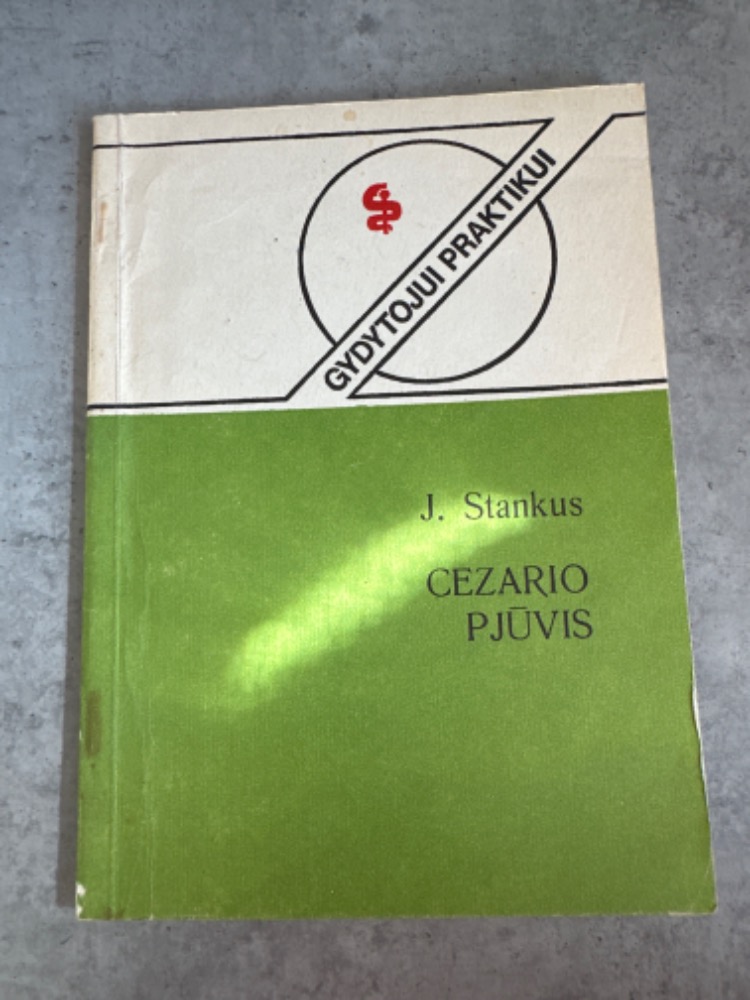 GYDYTOJUI PRAKTIKUI
J. Stankus
CEZARIO
PJŪVIS